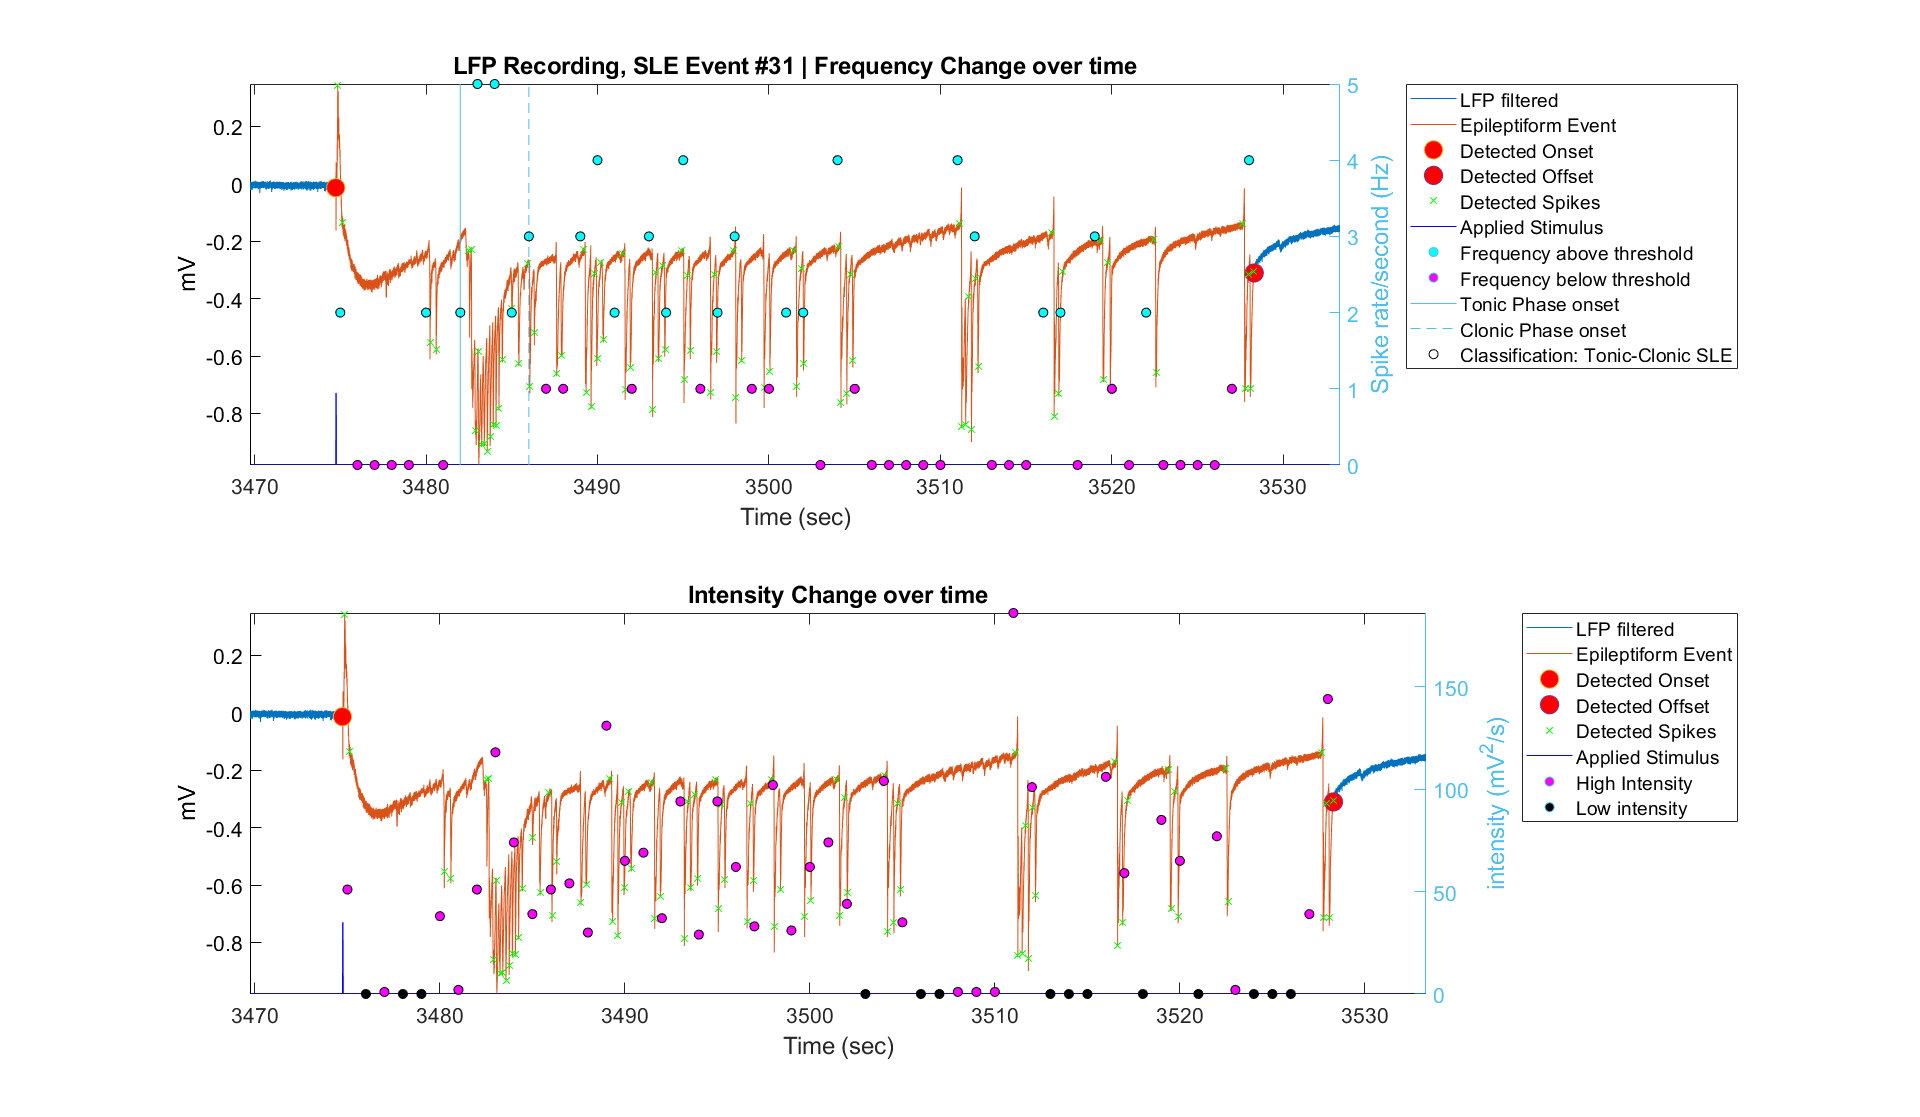 LFP Recording, SLE Event #31 | Frequency Change over time
0.2
0
-0.2
-0.4
-0.6
-0.8
mV
3470
3480
3490
3500
3510
3520
3530
Time (sec)
5
4
3
2
1
0
Spike rate/second (Hz)
LFP filtered
Epileptiform Event
Detected Onset
Detected Offset
Detected Spikes
Applied Stimulus
Frequency above threshold
Frequency below threshold
Tonic Phase onset
Clonic Phase onset
Classification: Tonic-Clonic SLE
Intensity Change over time
0.2
0
-0.2
-0.4
-0.6
-0.8
mV
3470
3480
3490
3500
3510
3520
3530
Time (sec)
150
100
50
0
intensity (mV²/s)
LFP filtered
Epileptiform Event
Detected Onset
Detected Offset
Detected Spikes
Applied Stimulus
High Intensity
Low intensity